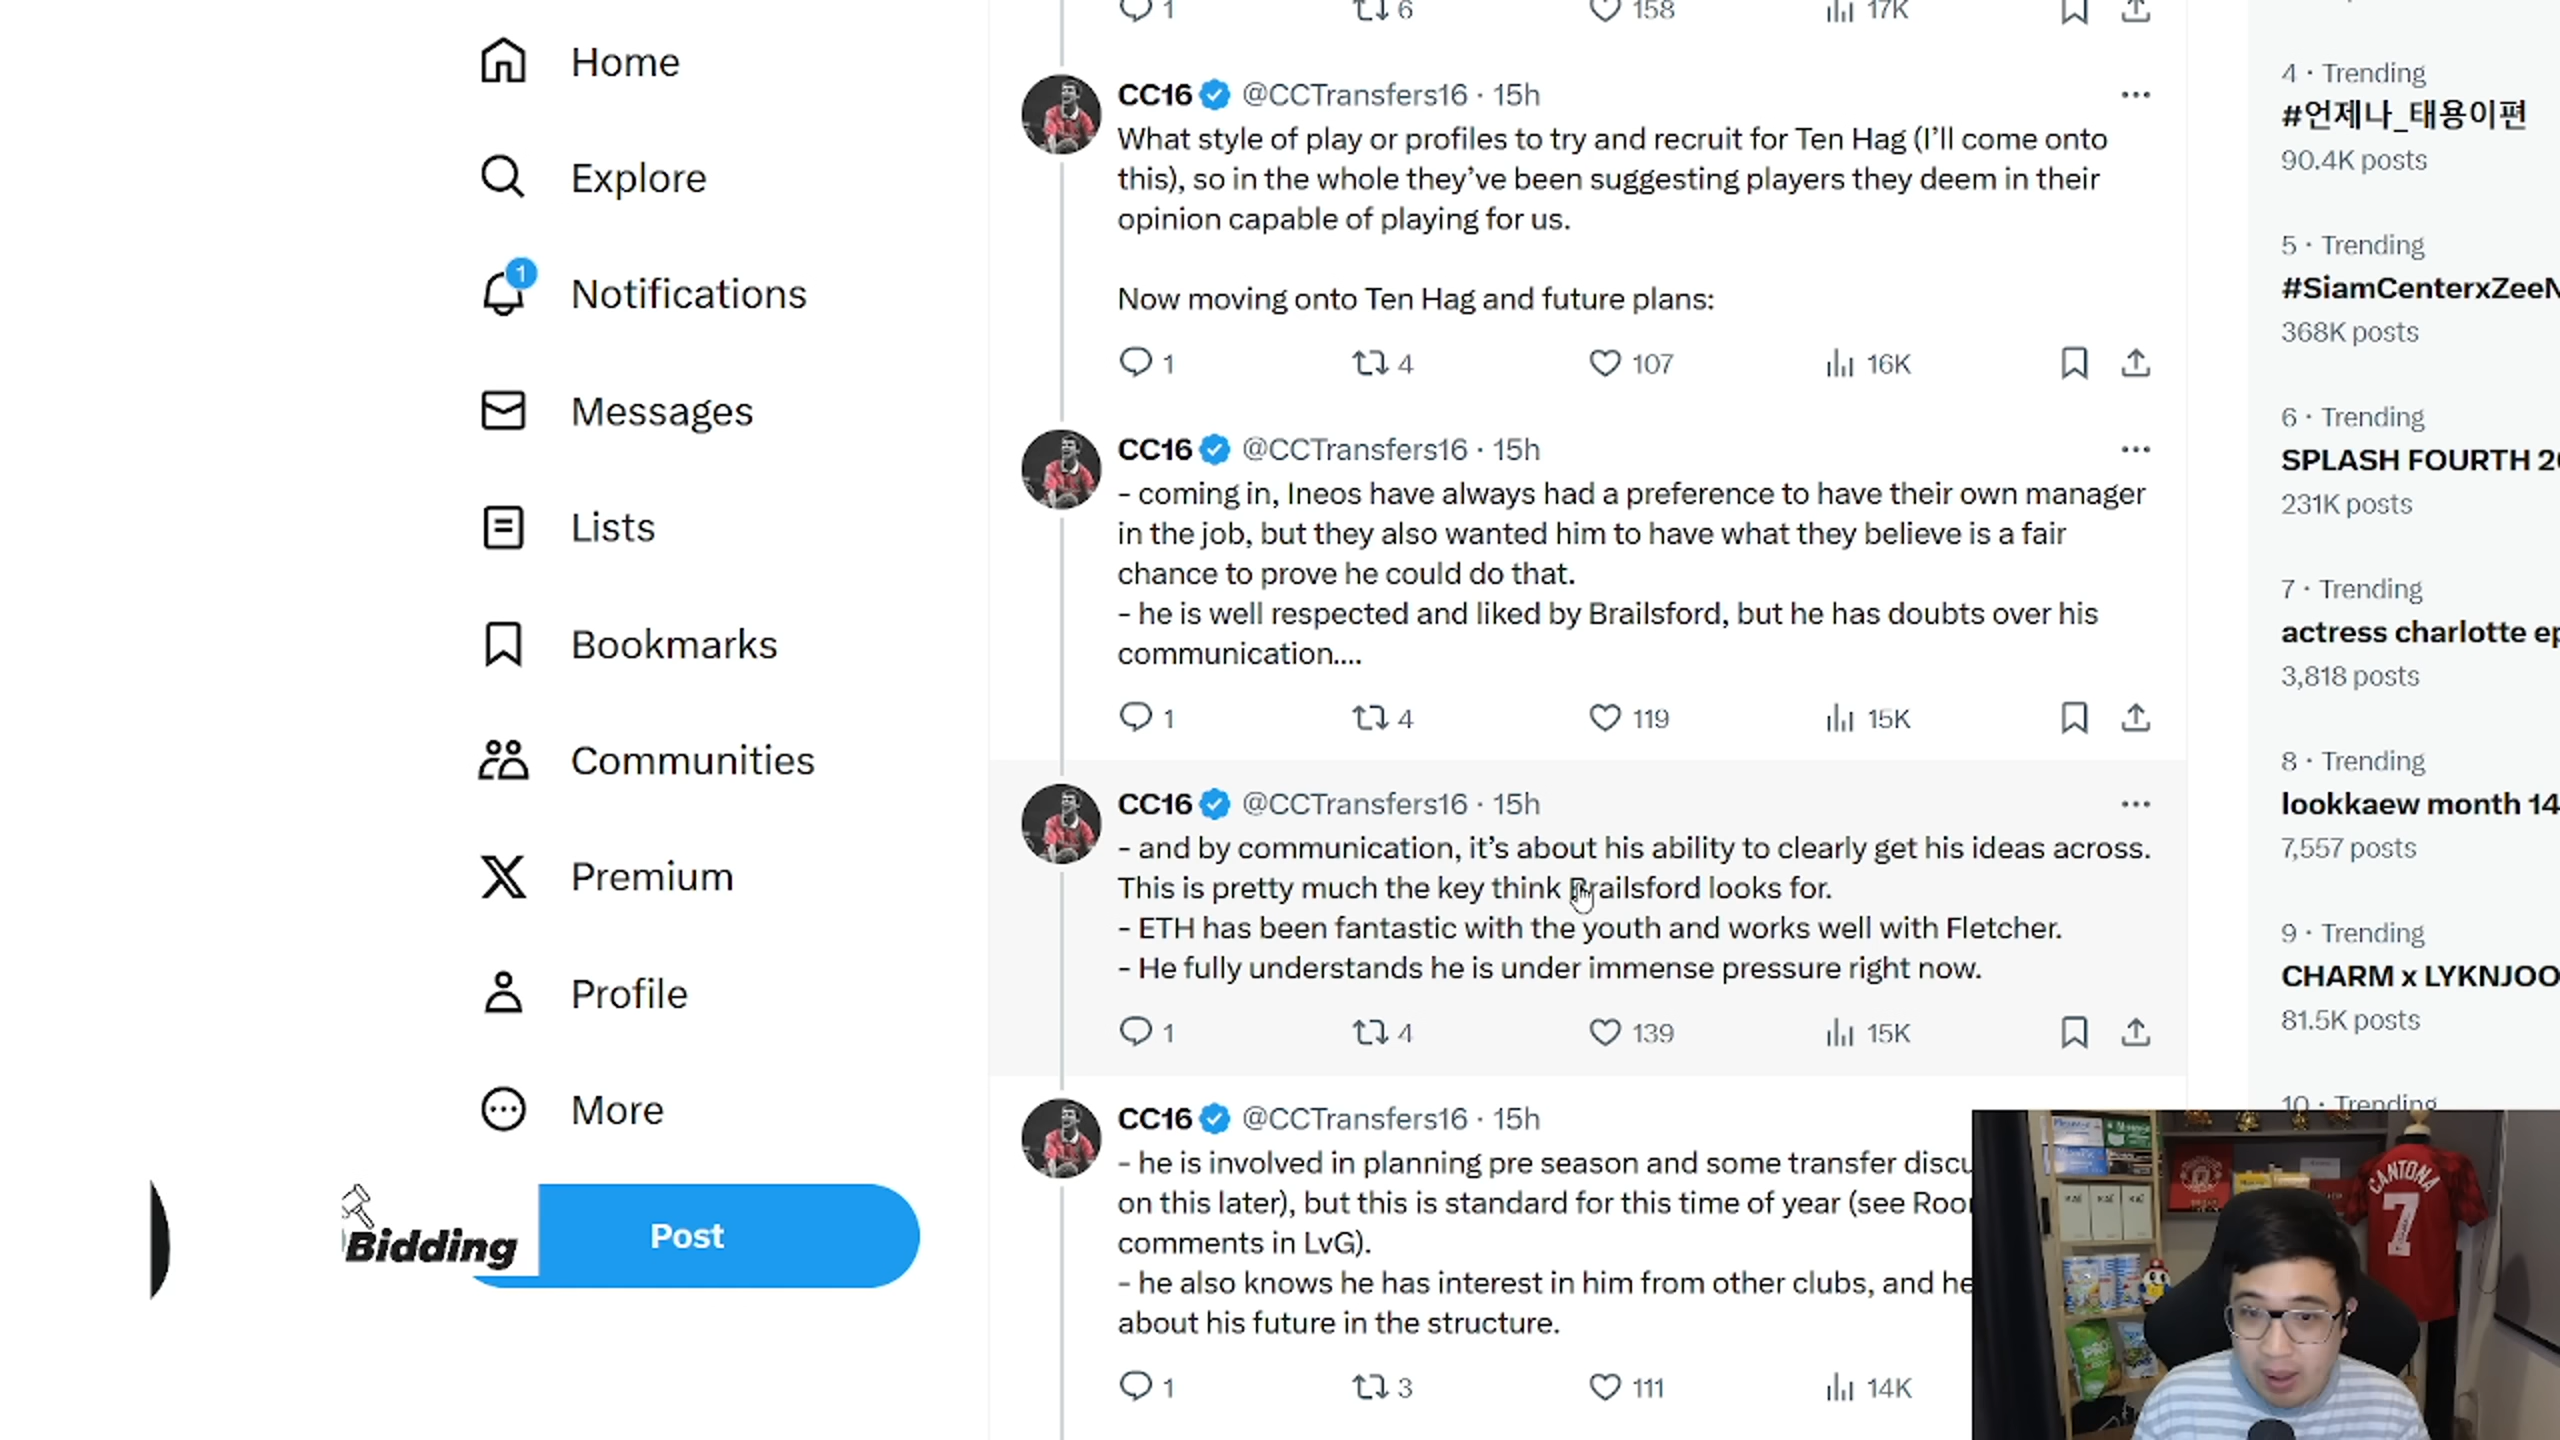 Home
Explore
1
Notifications
Messages
Lists
Bookmarks
Communities
Premium
Profile
More
Bidding
Post
1 6 158 17K
CC16 @CCTransfers16 · 15h
What style of play or profiles to try and recruit for Ten Hag (I’ll come onto
this), so in the whole they’ve been suggesting players they deem in their
opinion capable of playing for us.
Now moving onto Ten Hag and future plans:
1 4 107 16K
CC16 @CCTransfers16 · 15h
- coming in, Ineos have always had a preference to have their own manager
in the job, but they also wanted him to have what they believe is a fair
chance to prove he could do that.
- he is well respected and liked by Brailsford, but he has doubts over his
communication....
1 4 119 15K
CC16 @CCTransfers16 · 15h
- and by communication, it’s about his ability to clearly get his ideas across.
This is pretty much the key think Brailsford looks for.
- ETH has been fantastic with the youth and works well with Fletcher.
- He fully understands he is under immense pressure right now.
1 4 139 15K
CC16 @CCTransfers16 · 15h
- he is involved in planning pre season and some transfer discu
on this later), but this is standard for this time of year (see Roo
comments in LvG).
- he also knows he has interest in him from other clubs, and he
about his future in the structure.
1 3 111 14K
4 · Trending
#언제나_태용이편
90.4K posts
5 · Trending
#SiamCenterxZeeN
368K posts
6 · Trending
SPLASH FOURTH 2
231K posts
7 · Trending
actress charlotte ep
3,818 posts
8 · Trending
lookkaew month 14
7,557 posts
9 · Trending
CHARM x LYKNJOO
81.5K posts
10 · Trending
CANTONA
7